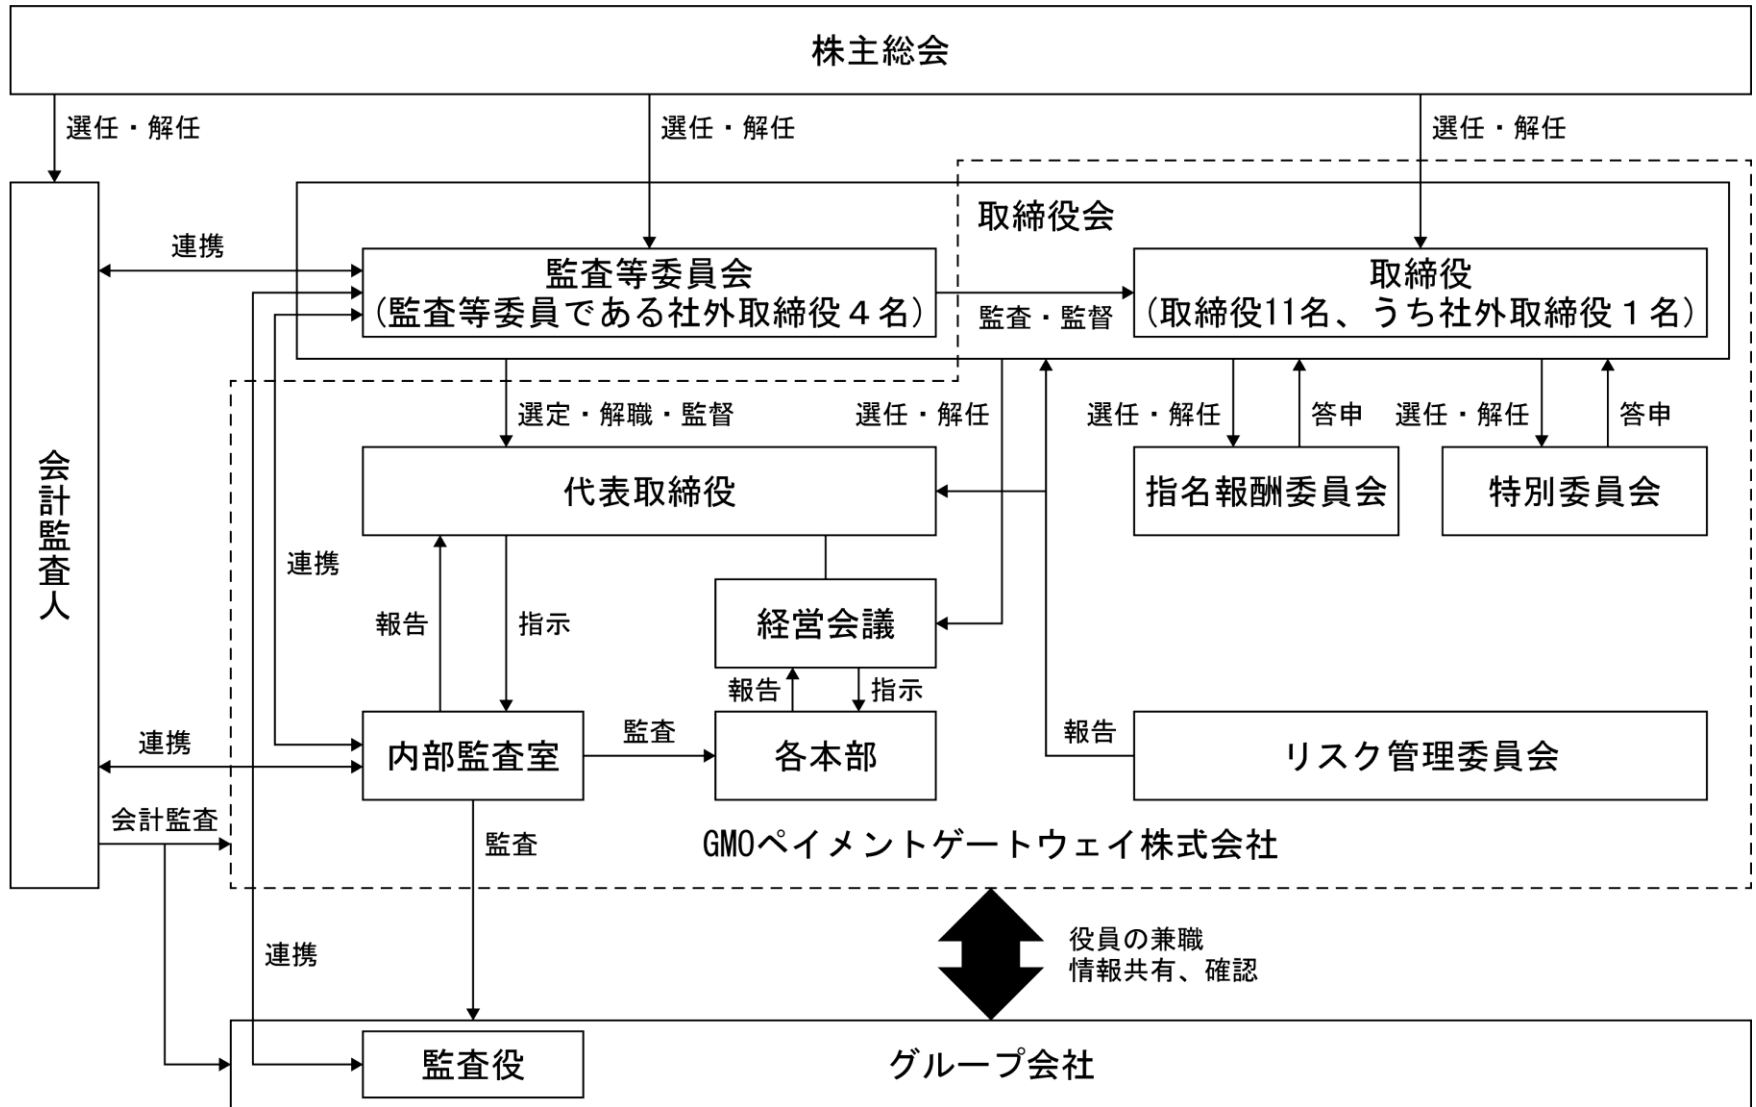 株主総会
選任・解任
選任・解任
選任・解任
取締役会
連携
監査等委員会
(監査等委員である社外取締役４名)
監査・監督
取締役
(取締役11名、うち社外取締役１名)
選定・解職・監督
選任・解任
選任・解任
答申
選任・解任
答申
会計監査人
代表取締役
指名報酬委員会
特別委員会
連携
報告
指示
経営会議
報告
指示
連携
内部監査室
監査
各本部
報告
リスク管理委員会
会計監査
監査
GMOペイメントゲートウェイ株式会社
連携
役員の兼職
情報共有、確認
監査役
グループ会社